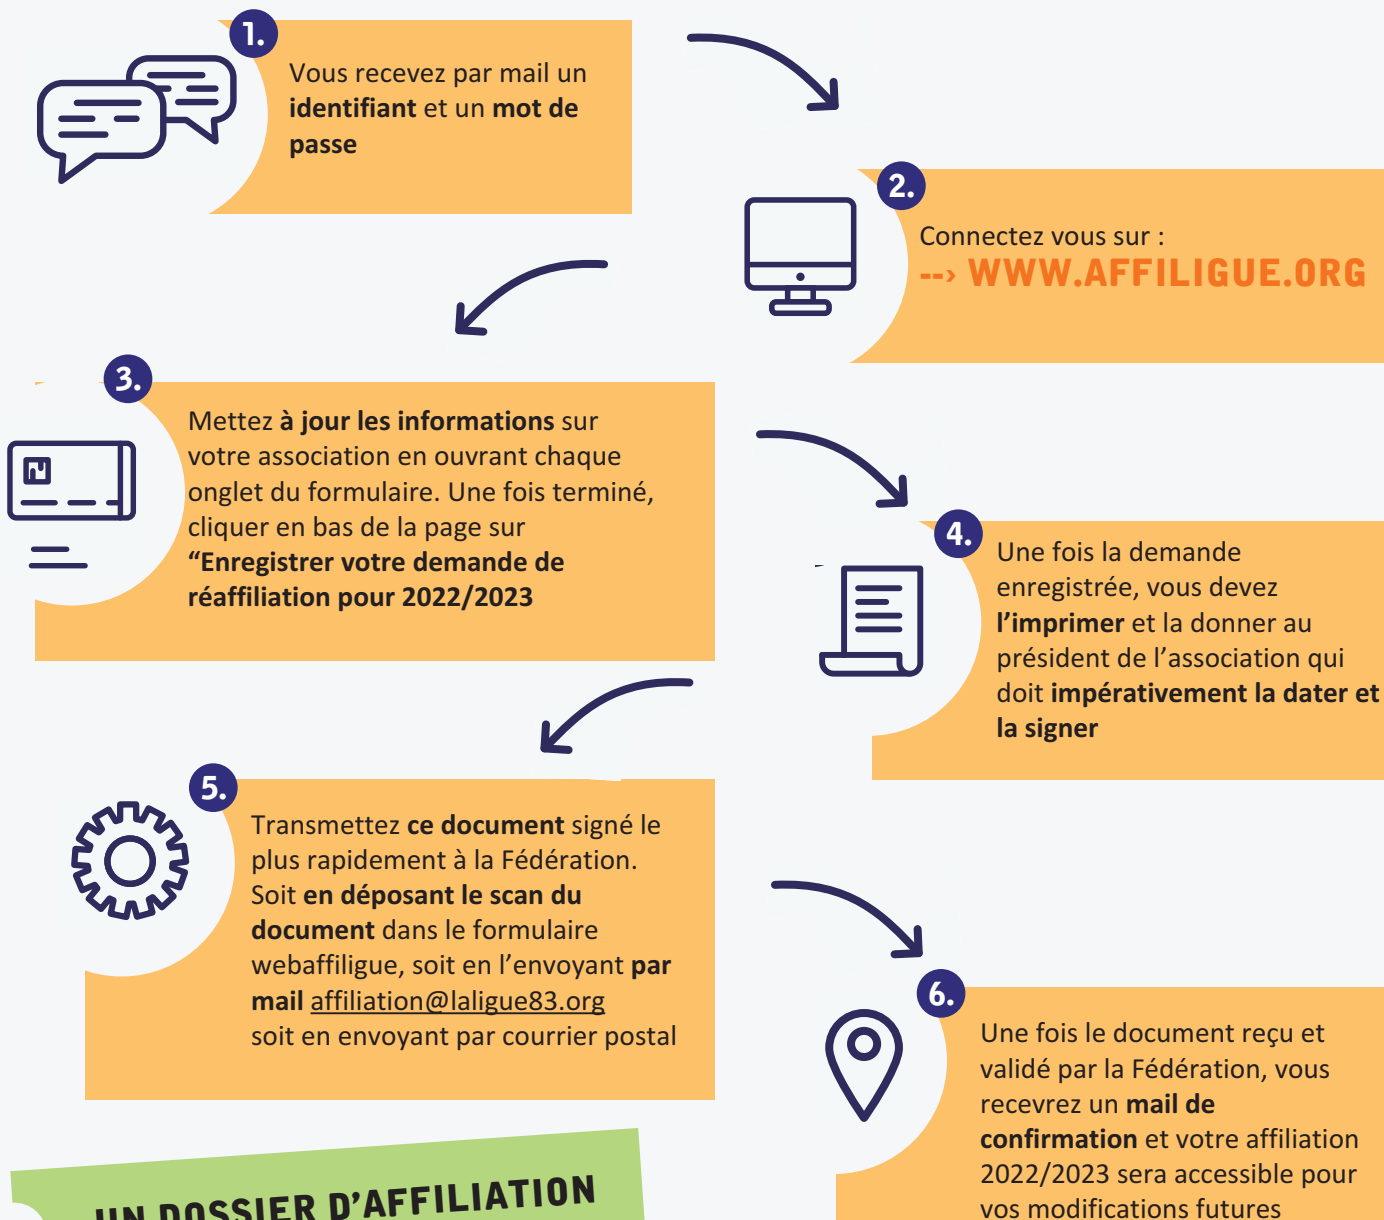 1.
Vous recevez par mail un
identifiant et un mot de
passe
2.
Connectez vous sur :
--› WWW.AFFILIGUE.ORG
3.
Mettez à jour les informations sur
votre association en ouvrant chaque
onglet du formulaire. Une fois terminé,
cliquer en bas de la page sur
“Enregistrer votre demande de
réaffiliation pour 2022/2023
4.
Une fois la demande
enregistrée, vous devez
l’imprimer et la donner au
président de l’association qui
doit impérativement la dater et
la signer
5.
Transmettez ce document signé le
plus rapidement à la Fédération.
Soit en déposant le scan du
document dans le formulaire
webaffiligue, soit en l’envoyant par
mail affiliation@laligue83.org
soit en envoyant par courrier postal
6.
Une fois le document reçu et
validé par la Fédération, vous
recevrez un mail de
confirmation et votre affiliation
2022/2023 sera accessible pour
vos modifications futures
UN DOSSIER D’AFFILIATION